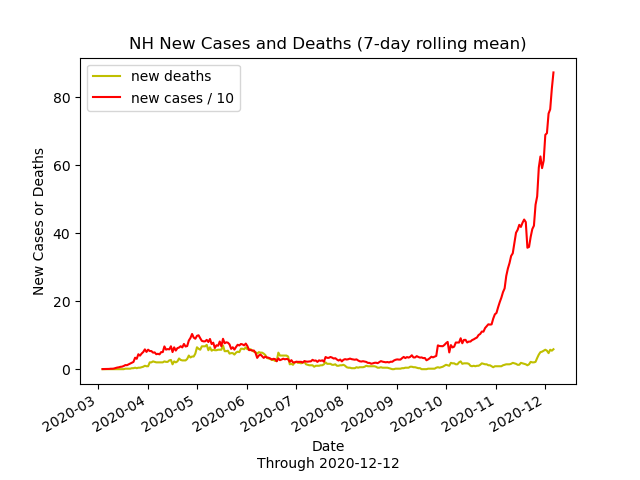 NH New Cases and Deaths (7-day rolling mean)
new deaths
new cases / 10
80
60
40
20
0
New Cases or Deaths
2020-03
2020-04
2020-05
2020-06
2020-07
2020-08
2020-09
2020-10
2020-11
2020-12
Date
Through 2020-12-12